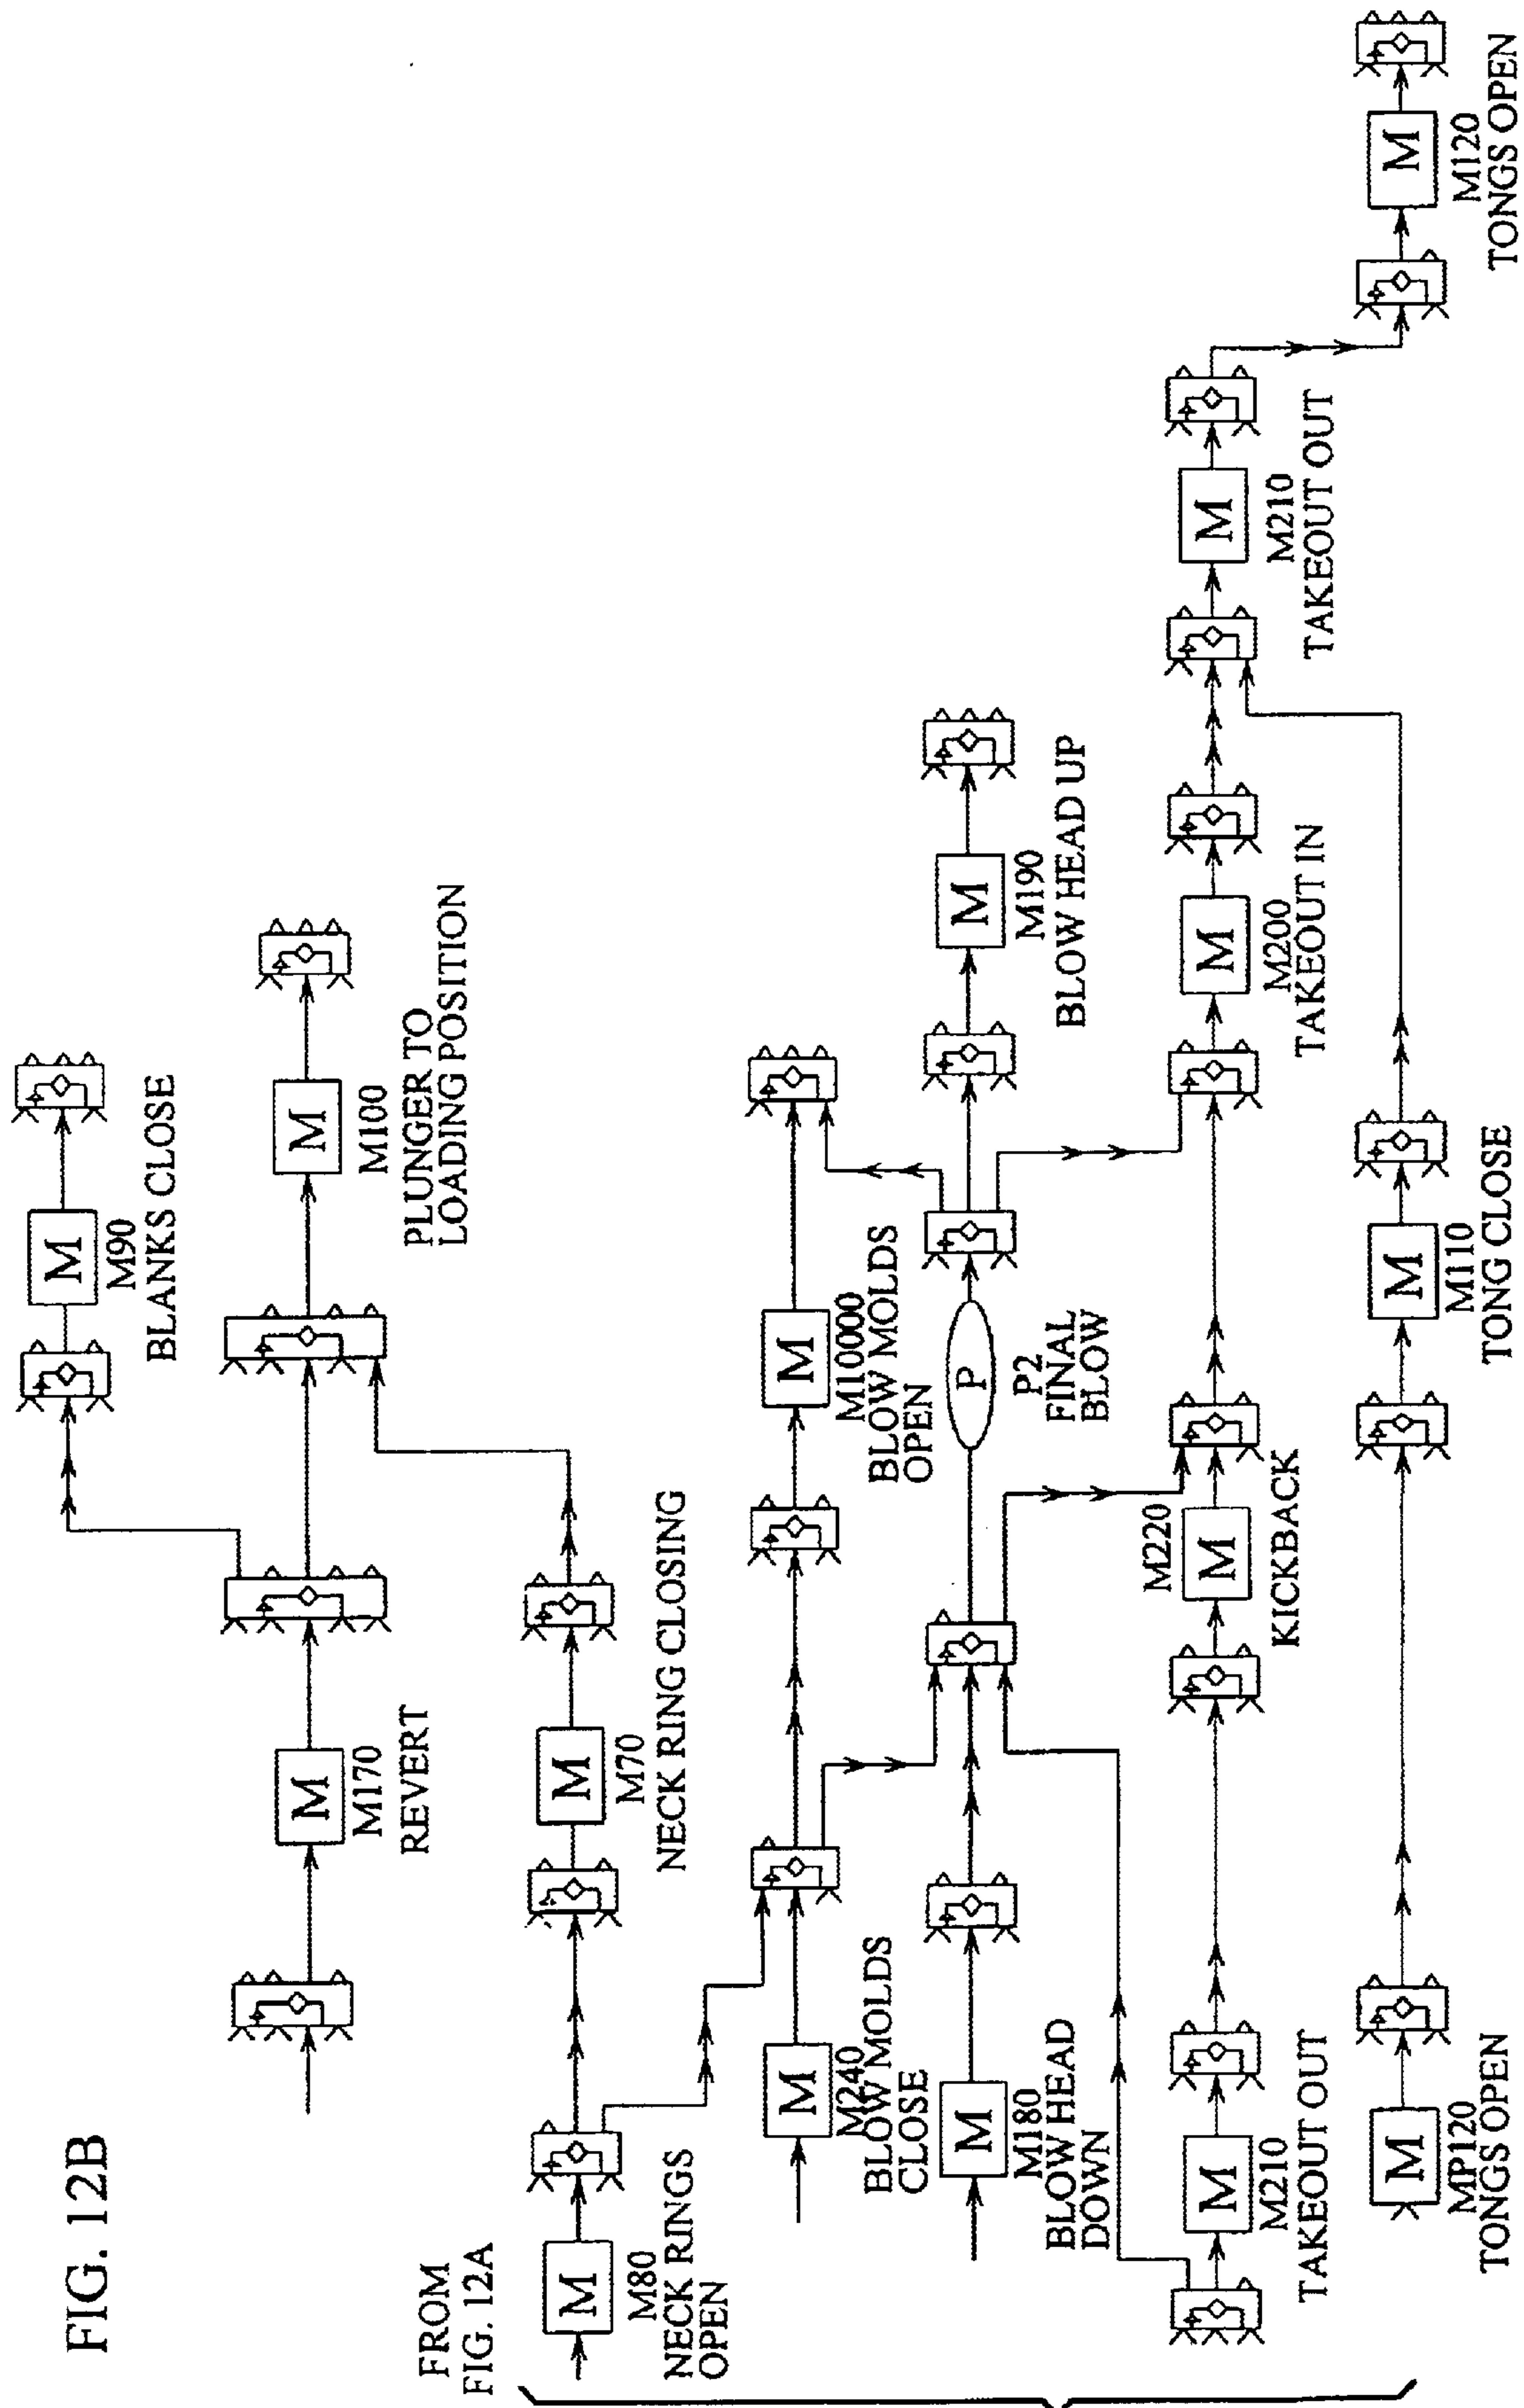 FIG. 12B
M
M90
BLANKS CLOSE
M
M170
REVERT
M
M100
PLUNGER TO
LOADING POSITION
FROM
FIG. 12A
M
M80
NECK RINGS
OPEN
M
M70
NECK RING CLOSING
M
M240
BLOW MOLDS
CLOSE
M
M10000
BLOW MOLDS
OPEN
M
M180
BLOW HEAD
DOWN
P
P2
FINAL
BLOW
M
M190
BLOW HEAD UP
M
M210
TAKEOUT OUT
M220
M
KICKBACK
M
M200
TAKEOUT IN
M
M210
TAKEOUT OUT
M
MP120
TONGS OPEN
M
M110
TONG CLOSE
M
M120
TONGS OPEN